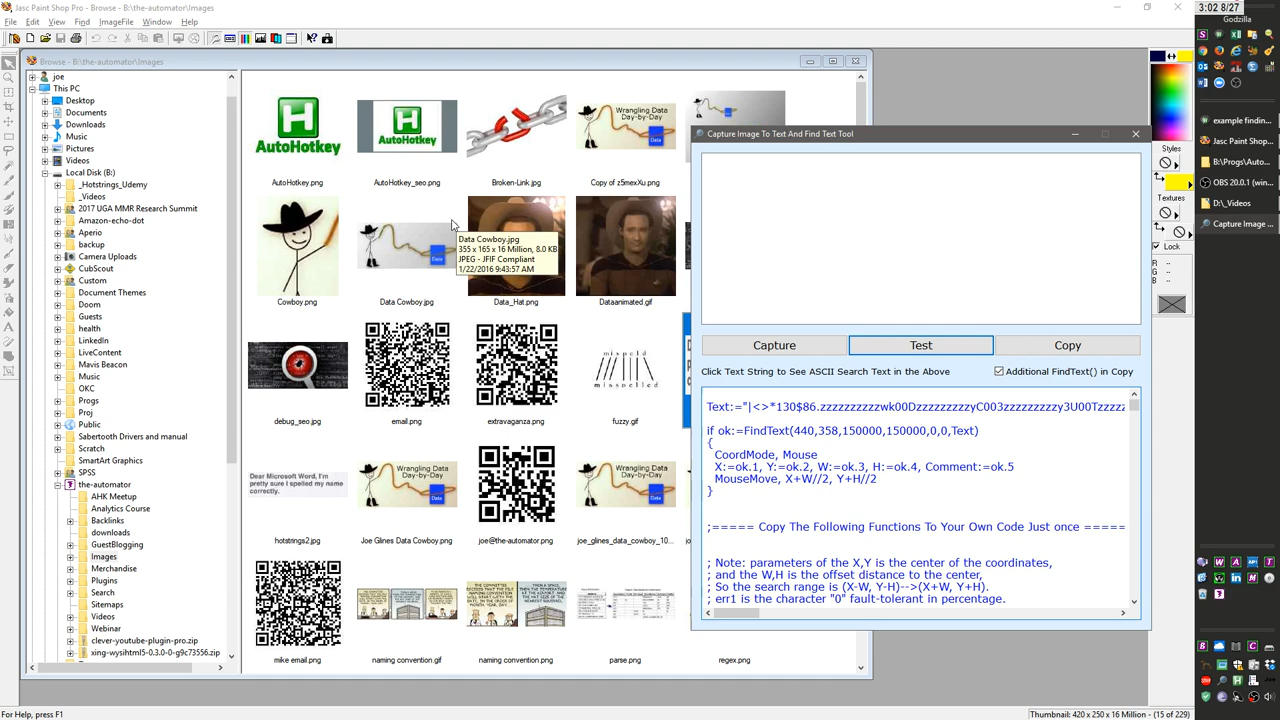 Jasc Paint Shop Pro - Browse - B:\the-automator\Images
File Edit View Find ImageFile Window Help
3:02 8/27
Godzilla
Browse - B:\the-automator\Images
joe
This PC
Desktop
Documents
Downloads
Music
Pictures
Videos
Local Disk (B:)
_Hotstrings_Udemy
_Videos
2017 UGA MMR Research Summit
Amazon-echo-dot
Aperio
backup
Camera Uploads
CubScout
Custom
Document Themes
Doom
Guests
health
LinkedIn
LiveContent
Mavis Beacon
Music
OKC
Progs
Proj
Public
Sabertooth Drivers and manual
Scratch
SmartArt Graphics
SPSS
the-automator
AHK Meetup
Analytics Course
Backlinks
downloads
GuestBlogging
Images
Merchandise
Plugins
Search
Sitemaps
Videos
Webinar
clever-youtube-plugin-pro.zip
xing-wysihtml5-0.3.0-0-g9c73556.zip
H
AutoHotkey
AutoHotkey.png
H
AutoHotkey
AutoHotkey_seo.png
Broken-Link.jpg
Wrangling Data
Day-by-Day
Data
Copy of z5mexXu.png
Cowboy.png
Data
Data Cowboy.jpg
Data Cowboy.jpg
355 x 165 x 16 Million, 8.0 KB
JPEG - JFIF Compliant
1/22/2016 9:43:57 AM
Data_Hat.png
Dataanimated.gif
debug_seo.jpg
email.png
extravaganza.png
misspelled
fuzzy.gif
Dear Microsoft Word, I'm
pretty sure I spelled my name
correctly.
hotstrings2.jpg
Wrangling Data
Day-by-Day
Data
Joe Glines Data Cowboy.png
joe@the-automator.png
Wrangling Data
Day-by-Day
Data
joe_glines_data_cowboy_10...
mike email.png
naming convention.gif
naming convention.png
parse.png
regex.png
Capture Image To Text And Find Text Tool
Capture
Test
Copy
Click Text String to See ASCII Search Text in the Above
Additional FindText() in Copy
Text:="|<>*130$86.zzzzzzzzzwk00DzzzzzzzzyC003zzzzzzzzy3U00Tzzzzz
if ok:=FindText(440,358,150000,150000,0,0,Text)
{
CoordMode, Mouse
X:=ok.1, Y:=ok.2, W:=ok.3, H:=ok.4, Comment:=ok.5
MouseMove, X+W//2, Y+H//2
}
;===== Copy The Following Functions To Your Own Code Just once =====
; Note: parameters of the X,Y is the center of the coordinates,
; and the W,H is the offset distance to the center,
; So the search range is (X-W, Y-H)-->(X+W, Y+H).
; err1 is the character "0" fault-tolerant in percentage.
Styles
Textures
Lock
R: --
G: --
B: --
example findin...
Jasc Paint Shop...
B:\Progs\Autao...
OBS 20.0.1 (win...
D:\_Videos
Capture Image ...
For Help, press F1
Thumbnail: 420 x 250 x 16 Million - (15 of 229)